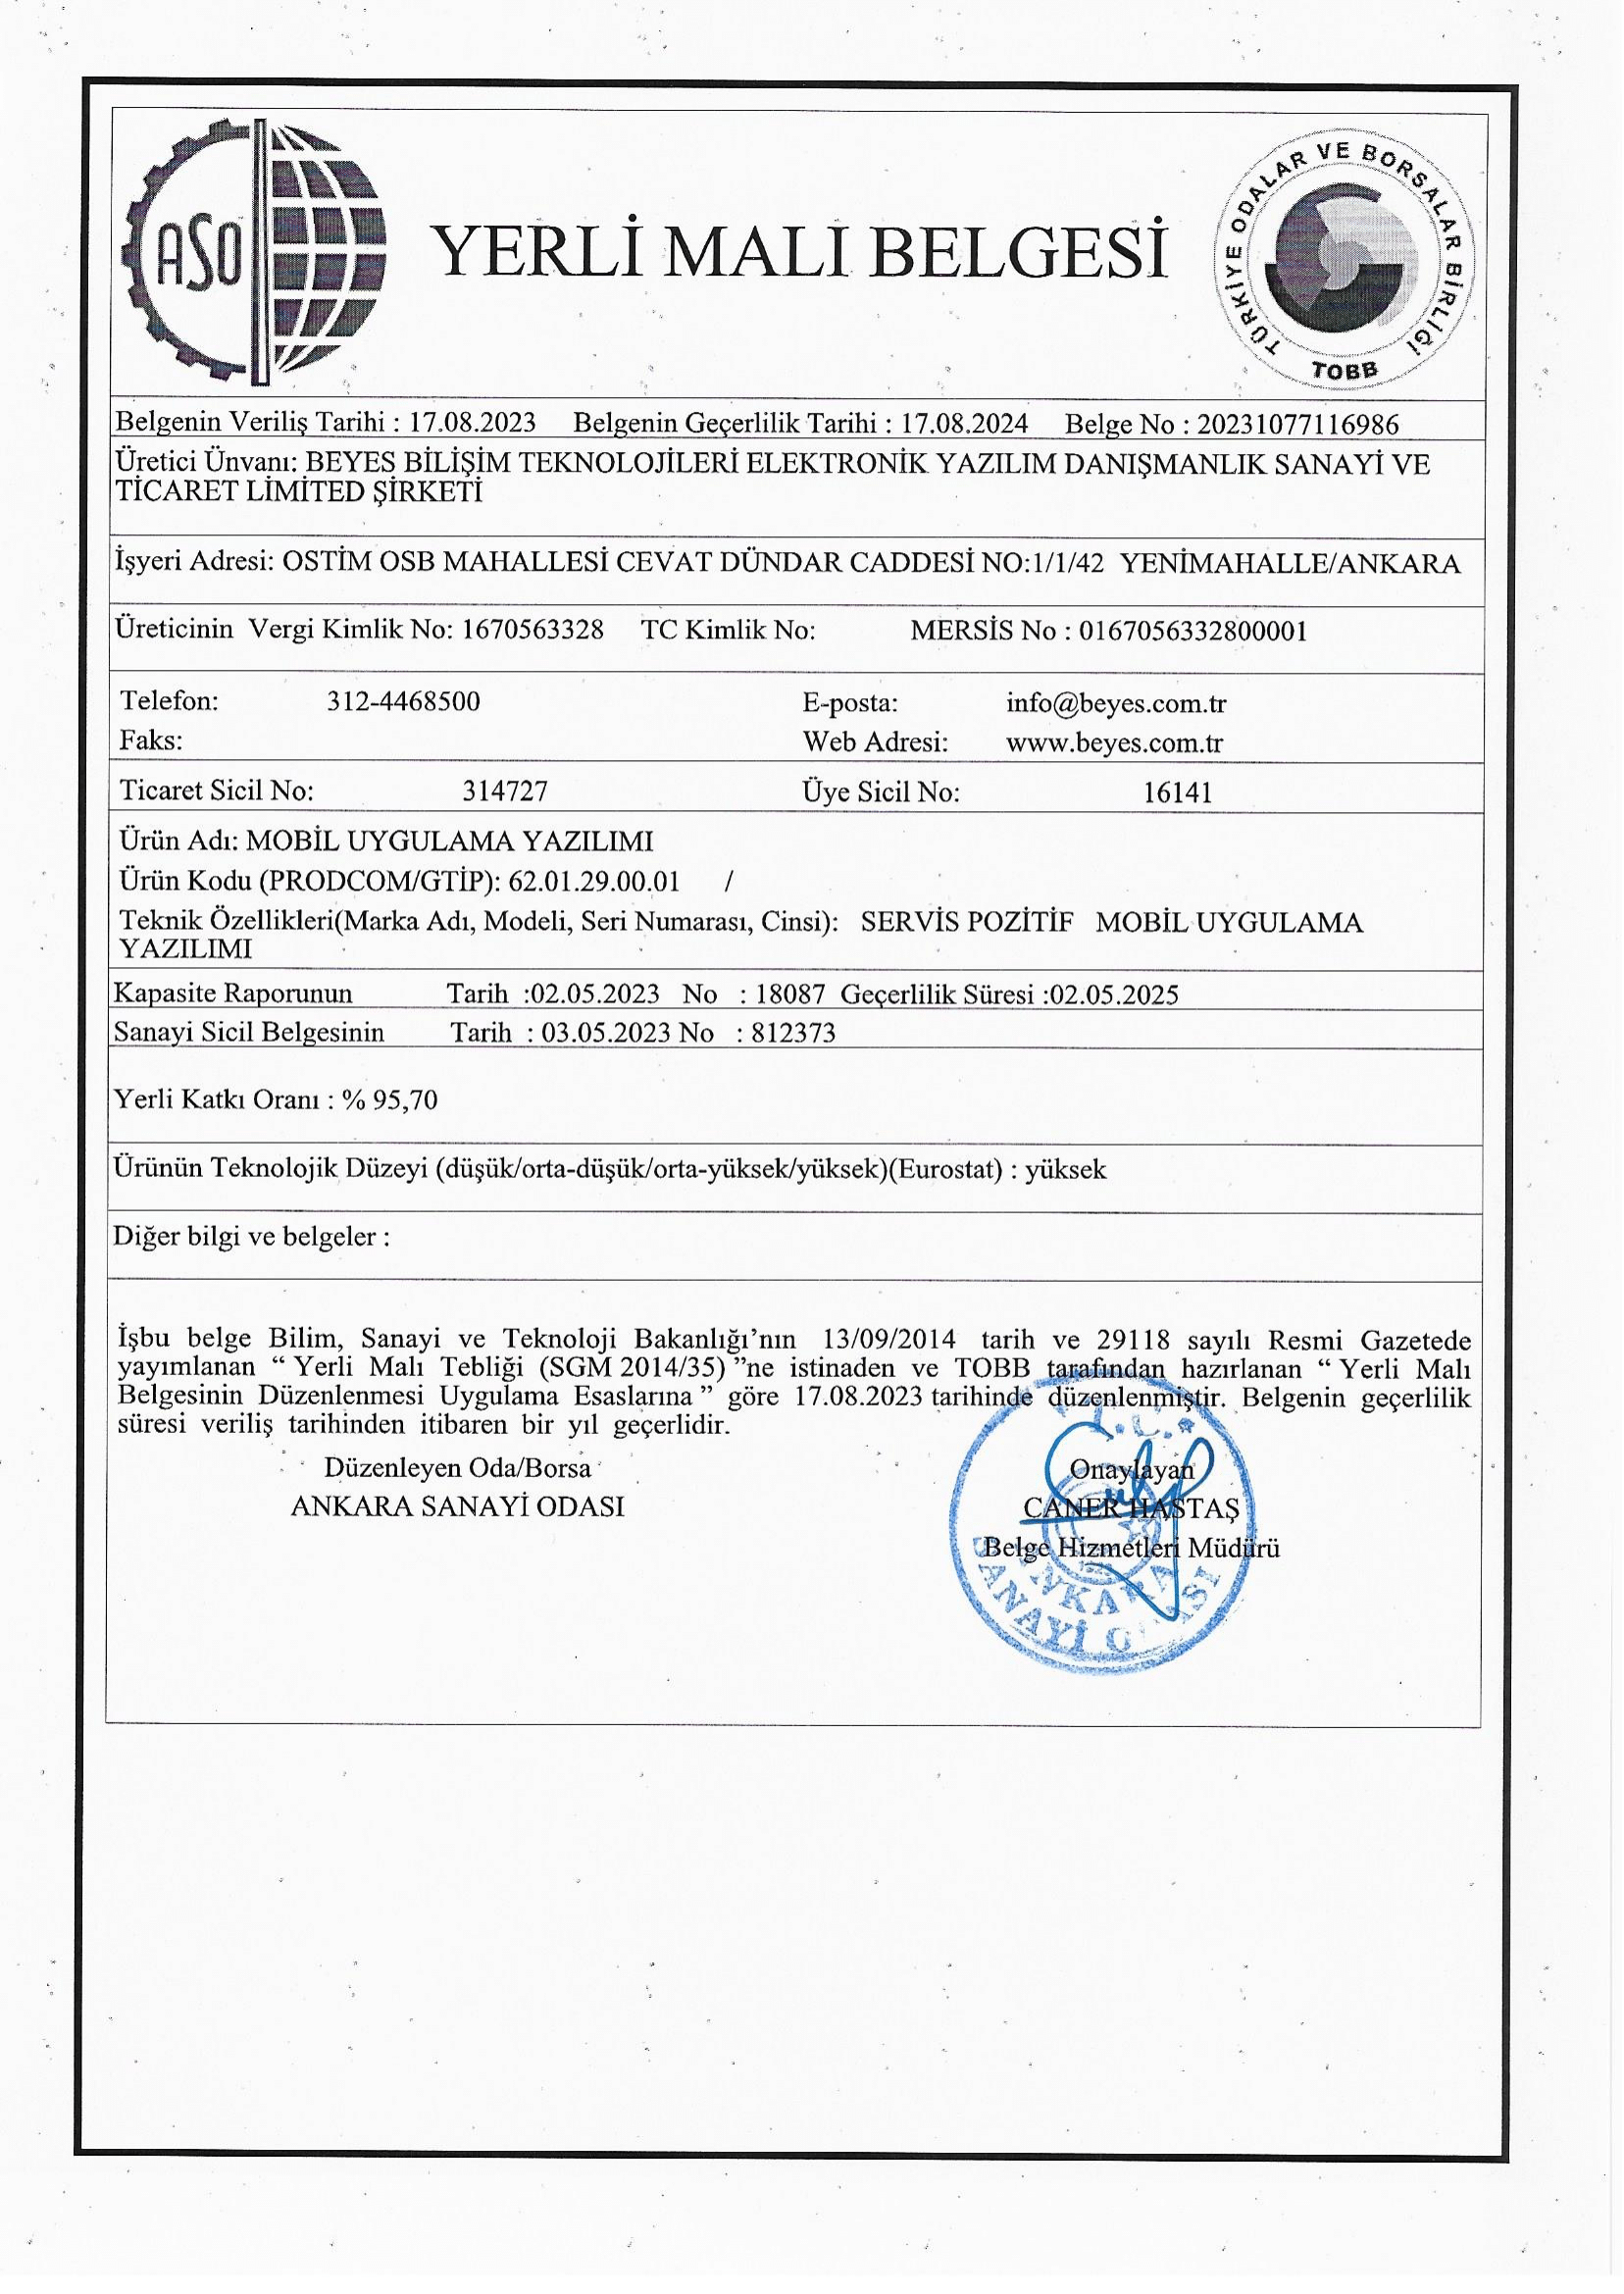 ASO
YERLİ MALI BELGESİ
TÜRKİYE ODALAR VE BORSALAR BİRLİĞİ
TOBB
Belgenin Veriliş Tarihi : 17.08.2023 Belgenin Geçerlilik Tarihi : 17.08.2024 Belge No : 20231077116986
Üretici Ünvanı: BEYES BİLİŞİM TEKNOLOJİLERİ ELEKTRONİK YAZILIM DANIŞMANLIK SANAYİ VE
TİCARET LİMİTED ŞİRKETİ
İşyeri Adresi: OSTİM OSB MAHALLESİ CEVAT DÜNDAR CADDESİ NO:1/1/42 YENİMAHALLE/ANKARA
Üreticinin Vergi Kimlik No: 1670563328 TC Kimlik No: MERSİS No : 0167056332800001
Telefon: 312-4468500 E-posta: info@beyes.com.tr
Faks: Web Adresi: www.beyes.com.tr
Ticaret Sicil No: 314727 Üye Sicil No: 16141
Ürün Adı: MOBİL UYGULAMA YAZILIMI
Ürün Kodu (PRODCOM/GTİP): 62.01.29.00.01 /
Teknik Özellikleri(Marka Adı, Modeli, Seri Numarası, Cinsi): SERVİS POZİTİF MOBİL UYGULAMA
YAZILIMI
Kapasite Raporunun Tarih :02.05.2023 No : 18087 Geçerlilik Süresi :02.05.2025
Sanayi Sicil Belgesinin Tarih : 03.05.2023 No : 812373
Yerli Katkı Oranı : % 95,70
Ürünün Teknolojik Düzeyi (düşük/orta-düşük/orta-yüksek/yüksek)(Eurostat) : yüksek
Diğer bilgi ve belgeler :
İşbu belge Bilim, Sanayi ve Teknoloji Bakanlığı’nın 13/09/2014 tarih ve 29118 sayılı Resmi Gazetede
yayımlanan “ Yerli Malı Tebliği (SGM 2014/35) ”ne istinaden ve TOBB tarafından hazırlanan “ Yerli Malı
Belgesinin Düzenlenmesi Uygulama Esaslarına ” göre 17.08.2023 tarihinde düzenlenmiştir. Belgenin geçerlilik
süresi veriliş tarihinden itibaren bir yıl geçerlidir.
Düzenleyen Oda/Borsa Onaylayan
ANKARA SANAYİ ODASI CANER HASTAŞ
Belge Hizmetleri Müdürü
T.C.
ANKARA
SANAYİ ODASI